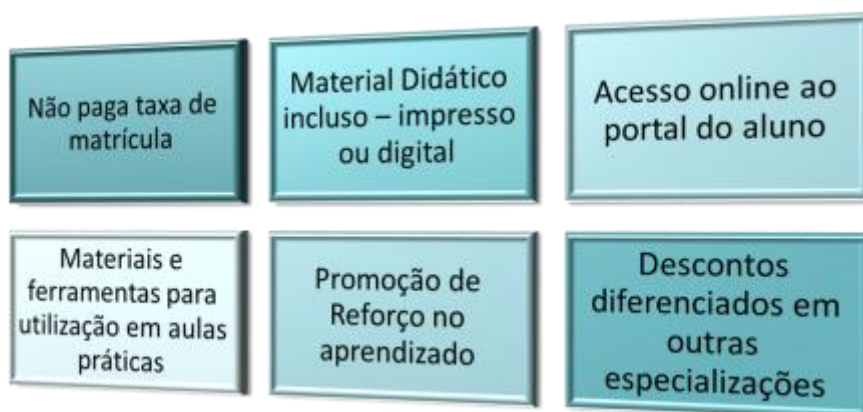 Não paga taxa de
matrícula
Material Didático
incluso – impresso
ou digital
Acesso online ao
portal do aluno
Materiais e
ferramentas para
utilização em aulas
práticas
Promoção de
Reforço no
aprendizado
Descontos
diferenciados em
outras
especializações